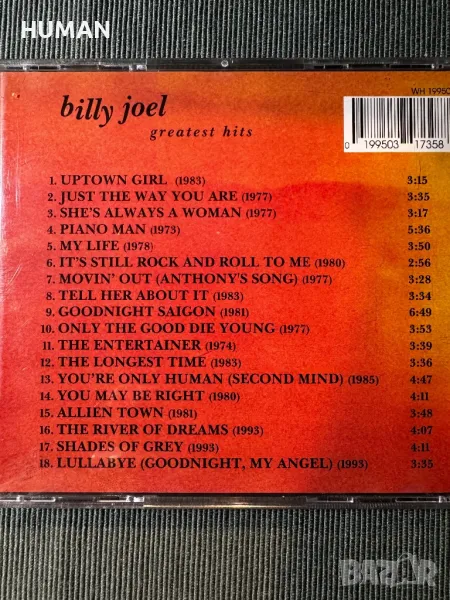 HUMAN
WH 19950
billy joel
greatest hits
0 199503 17358
1. UPTOWN GIRL (1983) 3:15
2. JUST THE WAY YOU ARE (1977) 3:35
3. SHE'S ALWAYS A WOMAN (1977) 3:17
4. PIANO MAN (1973) 5:36
5. MY LIFE (1978) 3:50
6. IT'S STILL ROCK AND ROLL TO ME (1980) 2:56
7. MOVIN' OUT (ANTHONY'S SONG) (1977) 3:28
8. TELL HER ABOUT IT (1983) 3:34
9. GOODNIGHT SAIGON (1981) 6:49
10. ONLY THE GOOD DIE YOUNG (1977) 3:53
11. THE ENTERTAINER (1974) 3:39
12. THE LONGEST TIME (1983) 3:36
13. YOU'RE ONLY HUMAN (SECOND MIND) (1985) 4:47
14. YOU MAY BE RIGHT (1980) 4:11
15. ALLIEN TOWN (1981) 3:48
16. THE RIVER OF DREAMS (1993) 4:07
17. SHADES OF GREY (1993) 4:11
18. LULLABYE (GOODNIGHT, MY ANGEL) (1993) 3:35
BAZAR